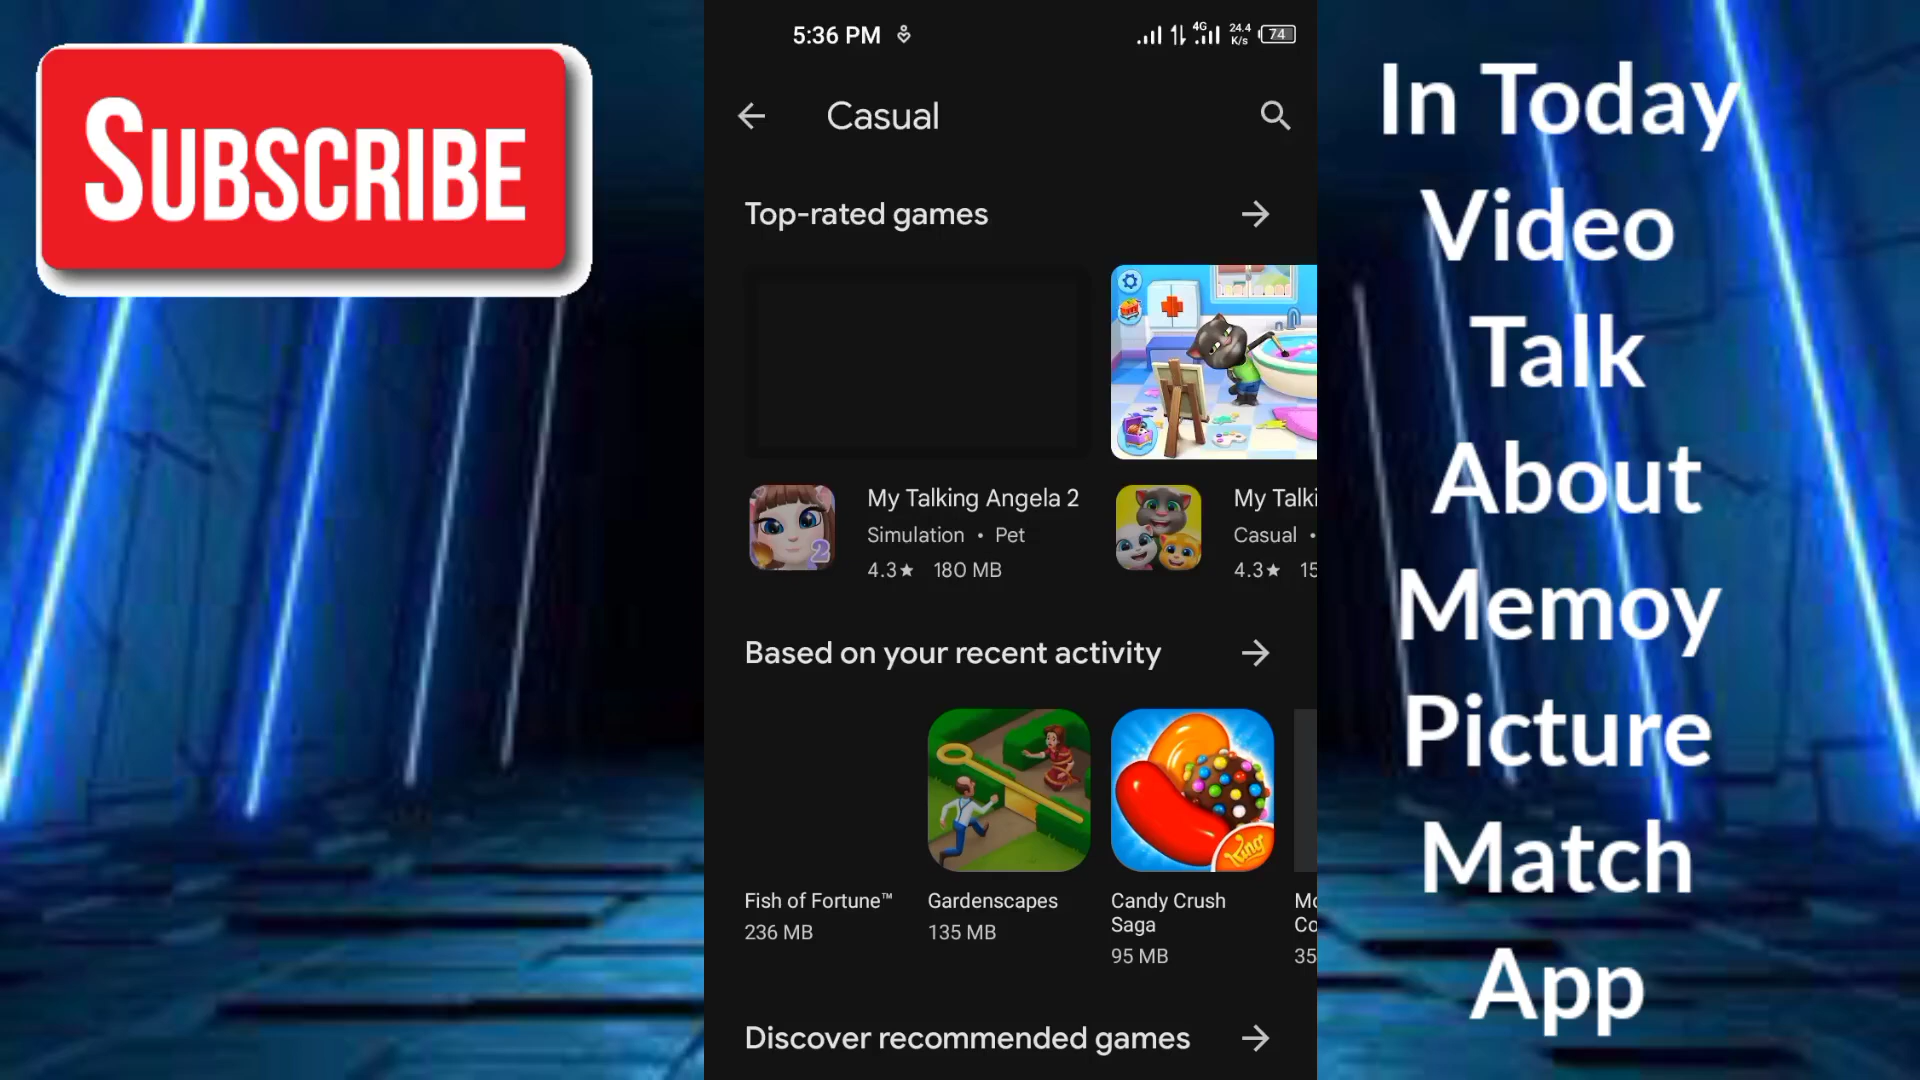 SUBSCRIBE
5:36 PM
4G
24.4
K/s
74
Casual
Top-rated games
My Talking Angela 2
Simulation • Pet
4.3★ 180 MB
My Talki
Casual •
4.3★ 15
2
Based on your recent activity
King
Fish of Fortune™
236 MB
Gardenscapes
135 MB
Candy Crush
Saga
95 MB
Mo
Co
35
Discover recommended games
In Today
Video
Talk
About
Memoy
Picture
Match
App